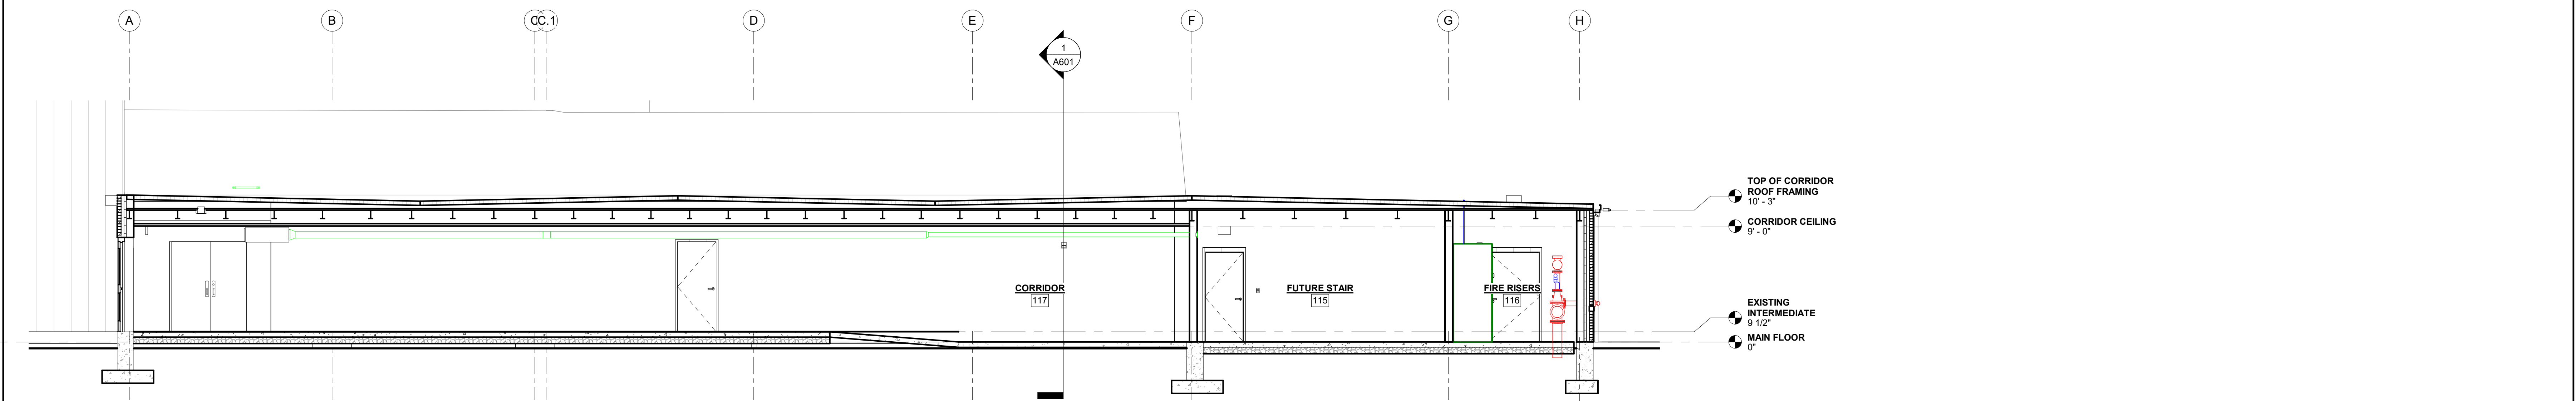 A
B
C
C.1
D
E
F
G
H
1
A601
TOP OF CORRIDOR
ROOF FRAMING
10' - 3"
CORRIDOR CEILING
9' - 0"
CORRIDOR
117
FUTURE STAIR
115
FIRE RISERS
116
EXISTING
INTERMEDIATE
9 1/2"
MAIN FLOOR
0"